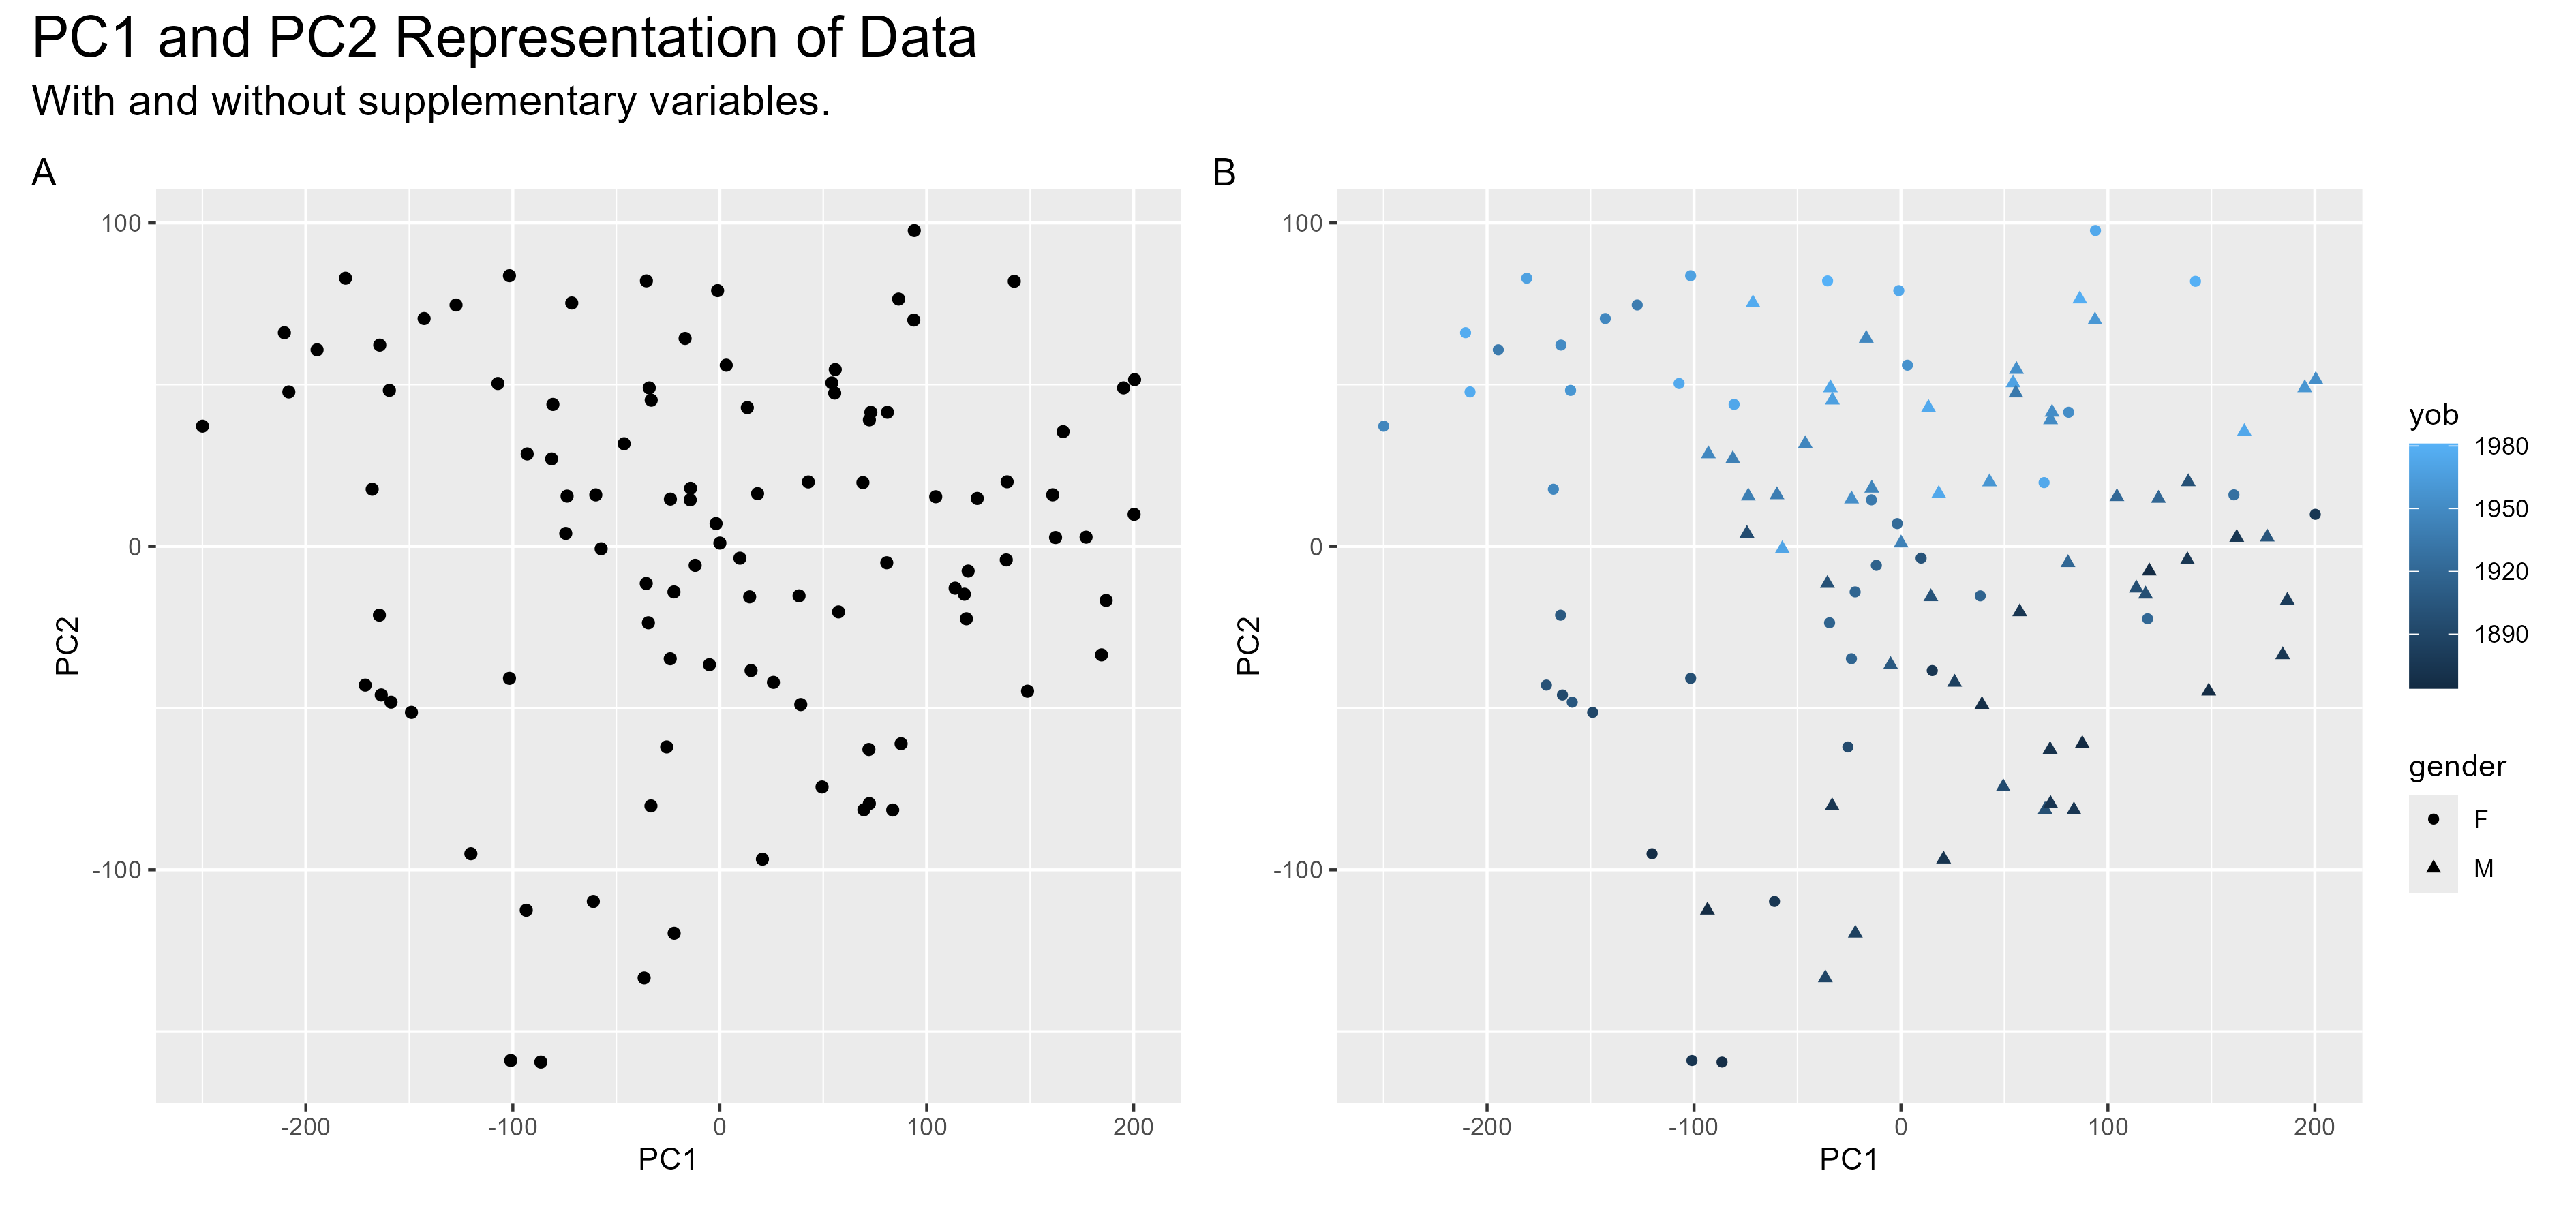 PC1 and PC2 Representation of Data
With and without supplementary variables.
A
100
0
-100
PC2
-200 -100 0 100 200
PC1
B
100
0
-100
PC2
-200 -100 0 100 200
PC1
yob
1980
1950
1920
1890
gender
F
M